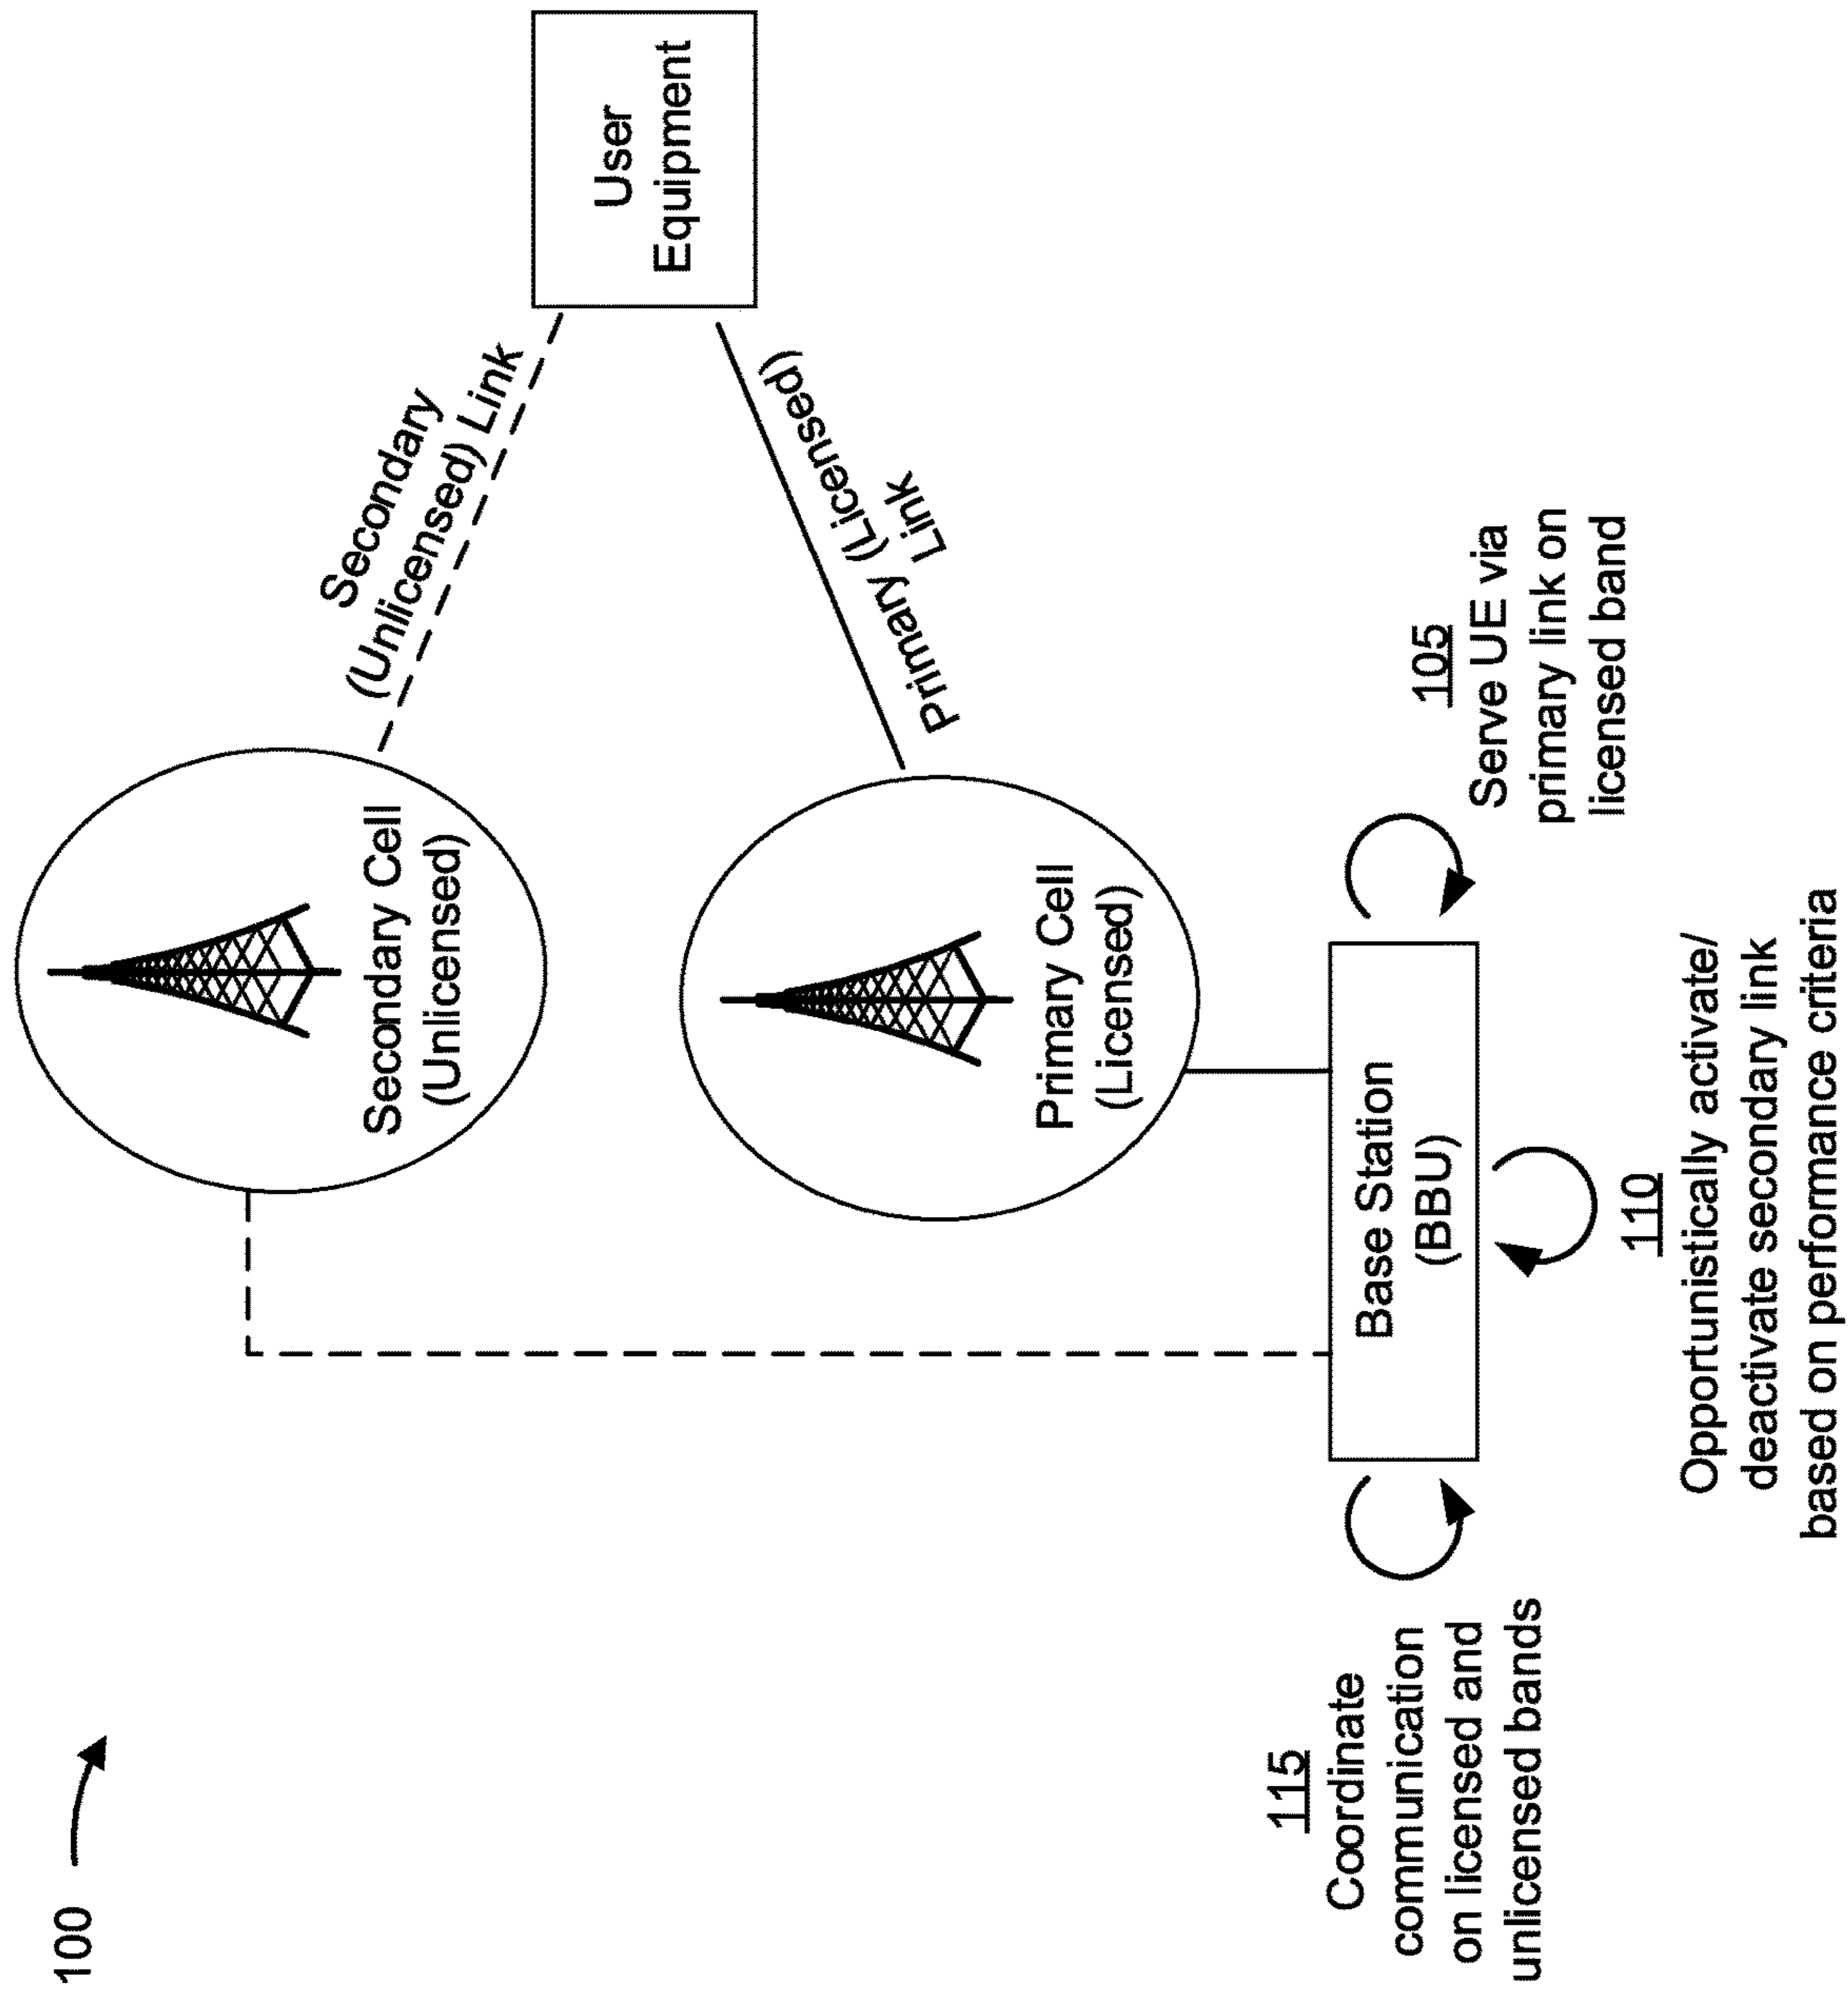 100
Secondary Cell
(Unlicensed)
Secondary
(Unlicensed) Link
User
Equipment
Primary Cell
(Licensed)
Primary (Licensed)
Link
Base Station
(BBU)
105
Serve UE via
primary link on
licensed band
110
Opportunistically activate/
deactivate secondary link
based on performance criteria
115
Coordinate
communication
on licensed and
unlicensed bands